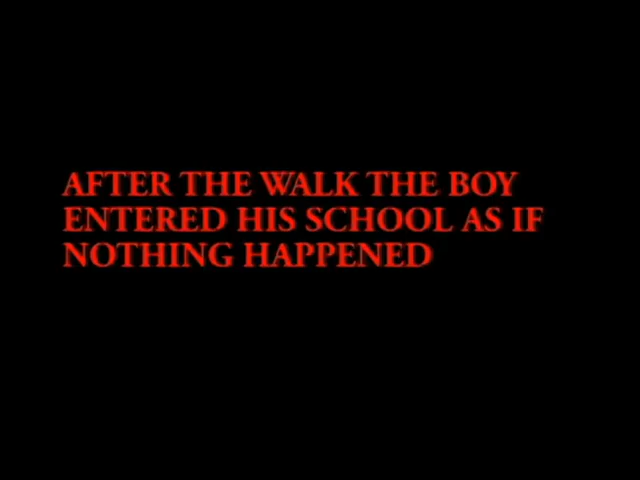 AFTER THE WALK THE BOY
ENTERED HIS SCHOOL AS IF
NOTHING HAPPENED